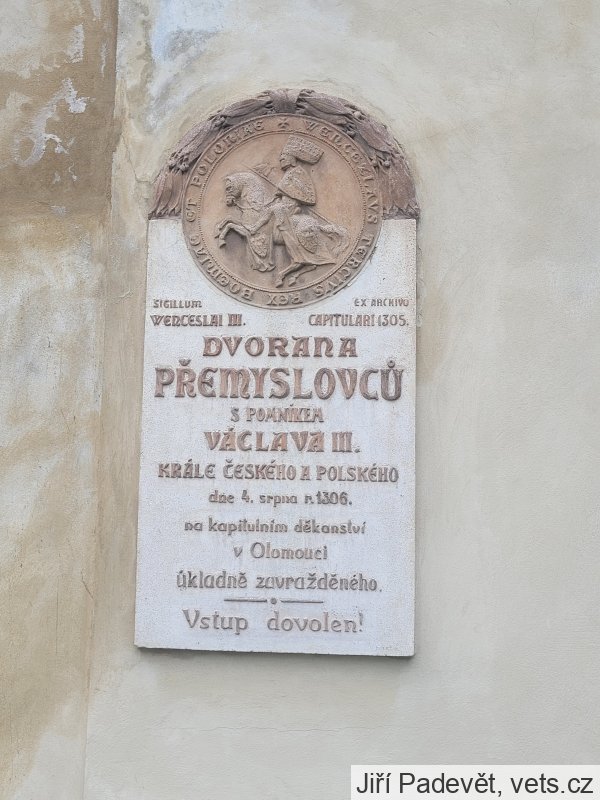 ✠ WENCEZLAVS TERCIVS REX BOEMIAE ET POLONIAE
SIGILLUM EX ARCHIVO
WENCESLAI III. CAPITULARI 1305.
DVORANA
PŘEMYSLOVCŮ
S POMNÍKEM
VÁCLAVA III.
KRÁLE ČESKÉHO A POLSKÉHO
dne 4. srpna r. 1306.
na kapitulním děkanství
v Olomouci
úkladně zavražděného.
Vstup dovolen!
Jiří Padevět, vets.cz